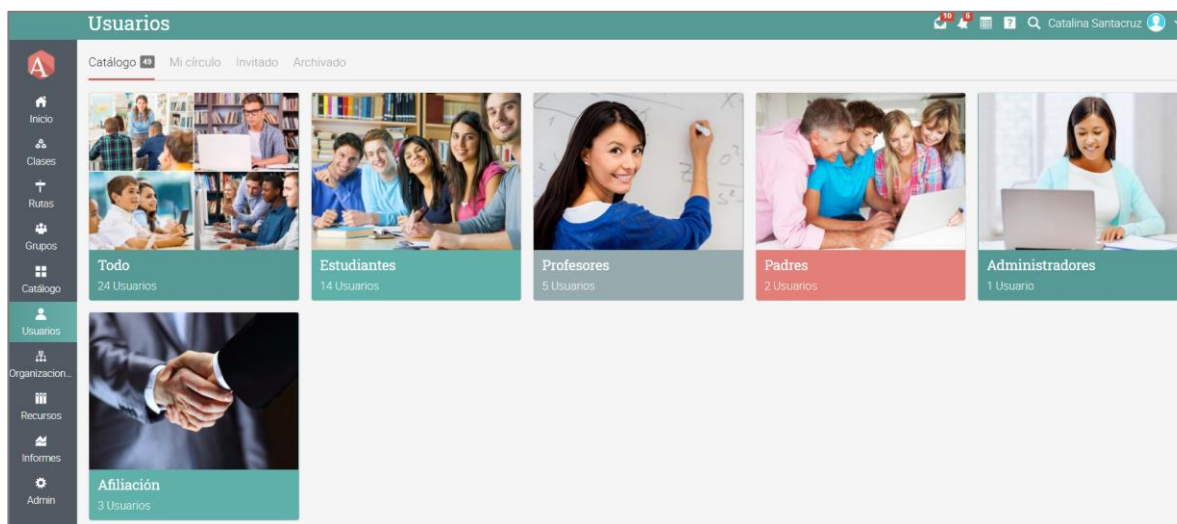 Usuarios
10
6
Catalina Santacruz
Catálogo 49 Mi círculo Invitado Archivado
Inicio
Clases
Rutas
Grupos
Catálogo
Usuarios
Organizacion...
Recursos
Informes
Admin
Todo
24 Usuarios
Estudiantes
14 Usuarios
Profesores
5 Usuarios
Padres
2 Usuarios
Administradores
1 Usuario
Afiliación
3 Usuarios